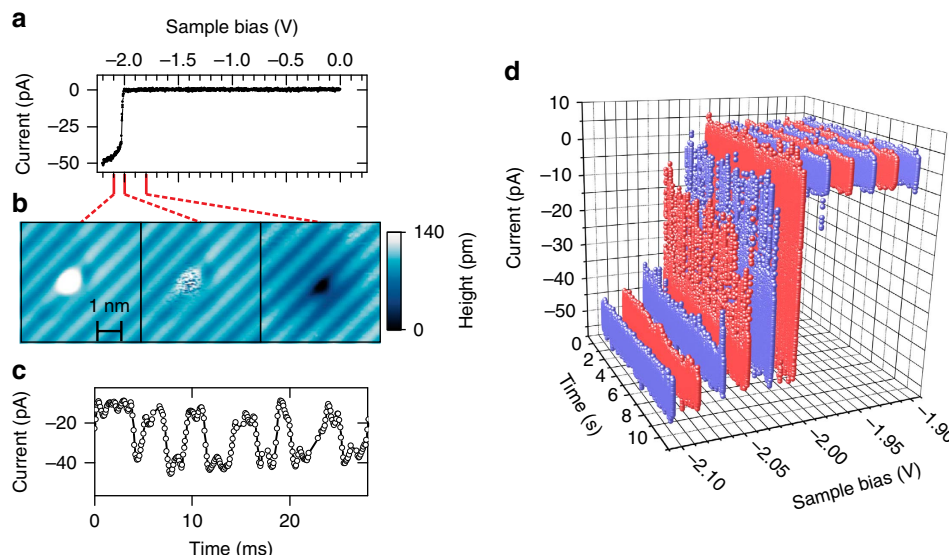 a
Sample bias (V)
−2.0 −1.5 −1.0 −0.5 0.0
Current (pA)
0
−25
−50
b
1 nm
140
0
Height (pm)
c
Current (pA)
−20
−40
0 10 20
Time (ms)
d
Current (pA)
10
0
−10
−20
−30
−40
−50
0
2
4
6
8
10
Time (s)
−2.10
−2.05
−2.00
−1.95
−1.90
Sample bias (V)